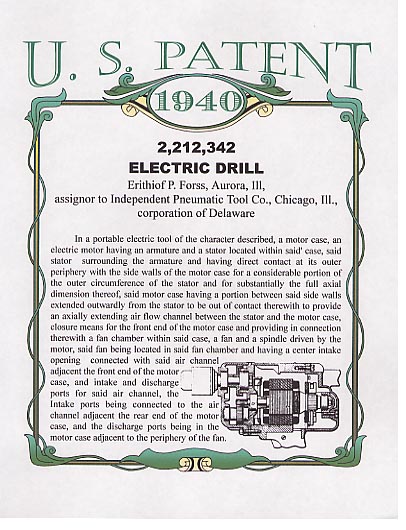 U. S. PATENT
1940
2,212,342
ELECTRIC DRILL
Erithiof P. Forss, Aurora, Ill,
assignor to Independent Pneumatic Tool Co., Chicago, Ill.,
corporation of Delaware
In a portable electric tool of the character described, a motor case, an
electric motor having an armature and a stator located within said' case, said
stator surrounding the armature and having direct contact at its outer
periphery with the side walls of the motor case for a considerable portion of
the outer circumference of the stator and for substantially the full axial
dimension thereof, said motor case having a portion between said side walls
extended outwardly from the stator to be out of contact therewith to provide
an axially extending air flow channel between the stator and the motor case,
closure means for the front end of the motor case and providing in connection
therewith a fan chamber within said case, a fan and a spindle driven by the
motor, said fan being located in said fan chamber and having a center intake
opening connected with said air channel
adjacent the front end of the motor
case, and intake and discharge
ports for said air channel, the
Intake ports being connected to the air
channel adjacent the rear end of the motor
case, and the discharge ports being in the
motor case adjacent to the periphery of the fan.